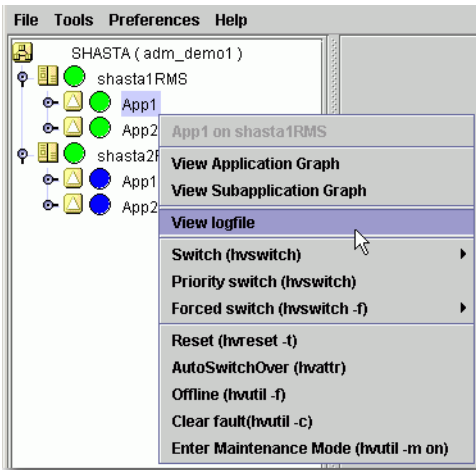 File Tools Preferences Help
SHASTA ( adm_demo1 )
shasta1RMS
App1
App2
shasta2
App1
App2
App1 on shasta1RMS
View Application Graph
View Subapplication Graph
View logfile
Switch (hvswitch)
Priority switch (hvswitch)
Forced switch (hvswitch -f)
Reset (hvreset -t)
AutoSwitchOver (hvattr)
Offline (hvutil -f)
Clear fault(hvutil -c)
Enter Maintenance Mode (hvutil -m on)